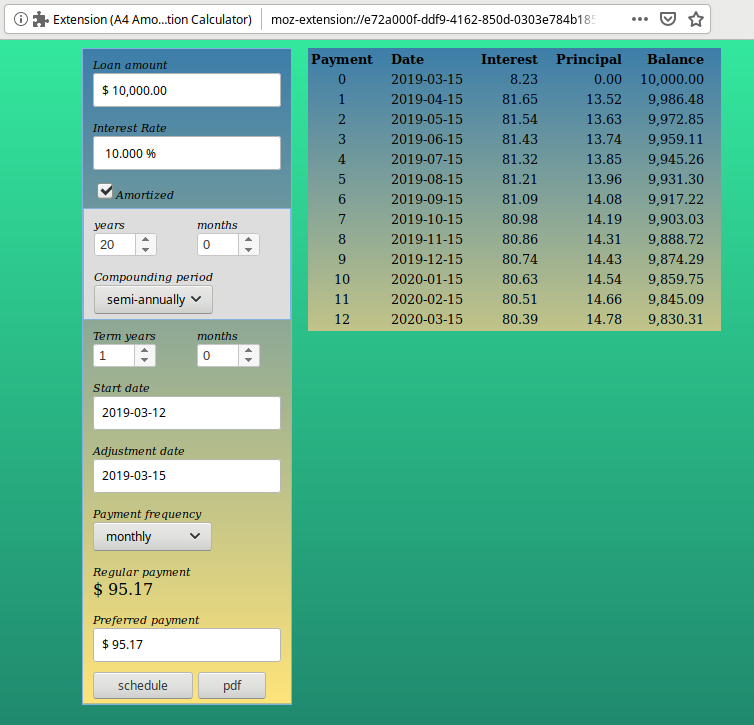 Extension (A4 Amo...tion Calculator) moz-extension://e72a000f-ddf9-4162-850d-0303e784b185
Loan amount
$ 10,000.00
Interest Rate
10.000 %
Amortized
years months
20 0
Compounding period
semi-annually
Term years months
1 0
Start date
2019-03-12
Adjustment date
2019-03-15
Payment frequency
monthly
Regular payment
$ 95.17
Preferred payment
$ 95.17
schedule pdf
Payment Date Interest Principal Balance
0 2019-03-15 8.23 0.00 10,000.00
1 2019-04-15 81.65 13.52 9,986.48
2 2019-05-15 81.54 13.63 9,972.85
3 2019-06-15 81.43 13.74 9,959.11
4 2019-07-15 81.32 13.85 9,945.26
5 2019-08-15 81.21 13.96 9,931.30
6 2019-09-15 81.09 14.08 9,917.22
7 2019-10-15 80.98 14.19 9,903.03
8 2019-11-15 80.86 14.31 9,888.72
9 2019-12-15 80.74 14.43 9,874.29
10 2020-01-15 80.63 14.54 9,859.75
11 2020-02-15 80.51 14.66 9,845.09
12 2020-03-15 80.39 14.78 9,830.31